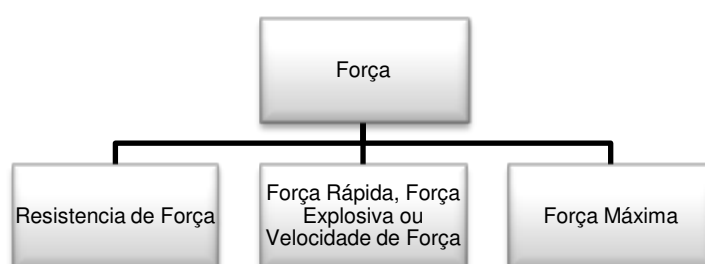 Força
Resistencia de Força
Força Rápida, Força
Explosiva ou
Velocidade de Força
Força Máxima